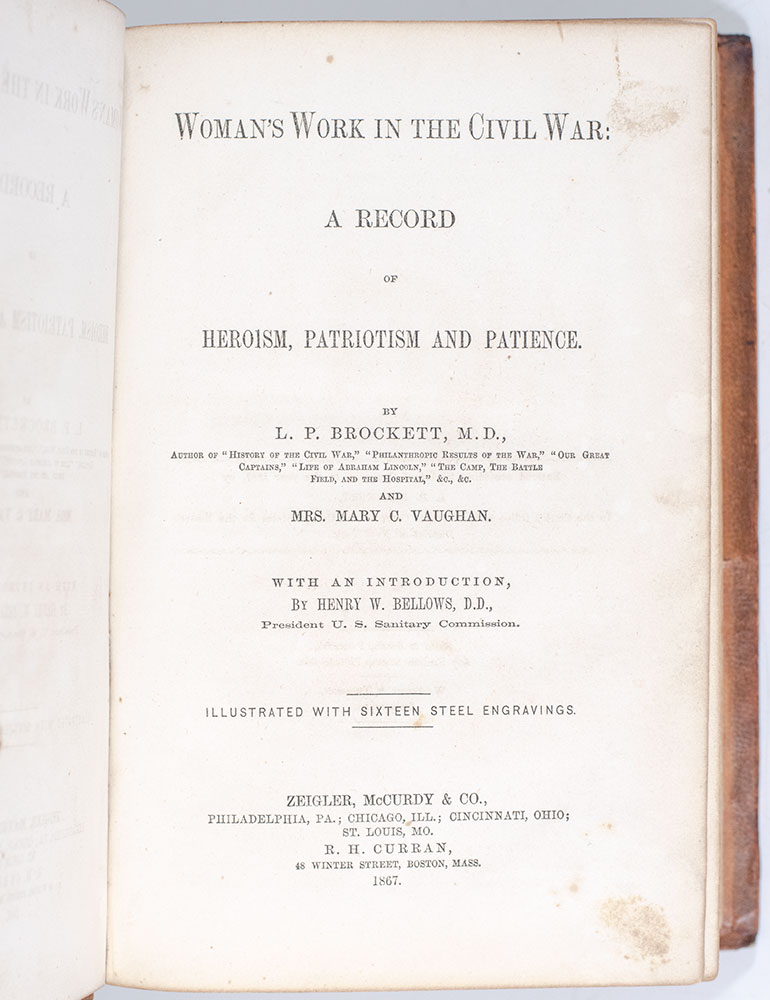 WOMAN'S WORK IN THE CIVIL WAR:
A RECORD
OF
HEROISM, PATRIOTISM AND PATIENCE.
BY
L. P. BROCKETT, M.D.,
AUTHOR OF "HISTORY OF THE CIVIL WAR," "PHILANTHROPIC RESULTS OF THE WAR," "OUR GREAT
CAPTAINS," "LIFE OF ABRAHAM LINCOLN," "THE CAMP, THE BATTLE
FIELD, AND THE HOSPITAL," &C., &C.
AND
MRS. MARY C. VAUGHAN.
WITH AN INTRODUCTION,
BY HENRY W. BELLOWS, D.D.,
President U. S. Sanitary Commission.
ILLUSTRATED WITH SIXTEEN STEEL ENGRAVINGS.
ZEIGLER, McCURDY & CO.,
PHILADELPHIA, PA.; CHICAGO, ILL.; CINCINNATI, OHIO;
ST. LOUIS, MO.
R. H. CURRAN,
48 WINTER STREET, BOSTON, MASS.
1867.